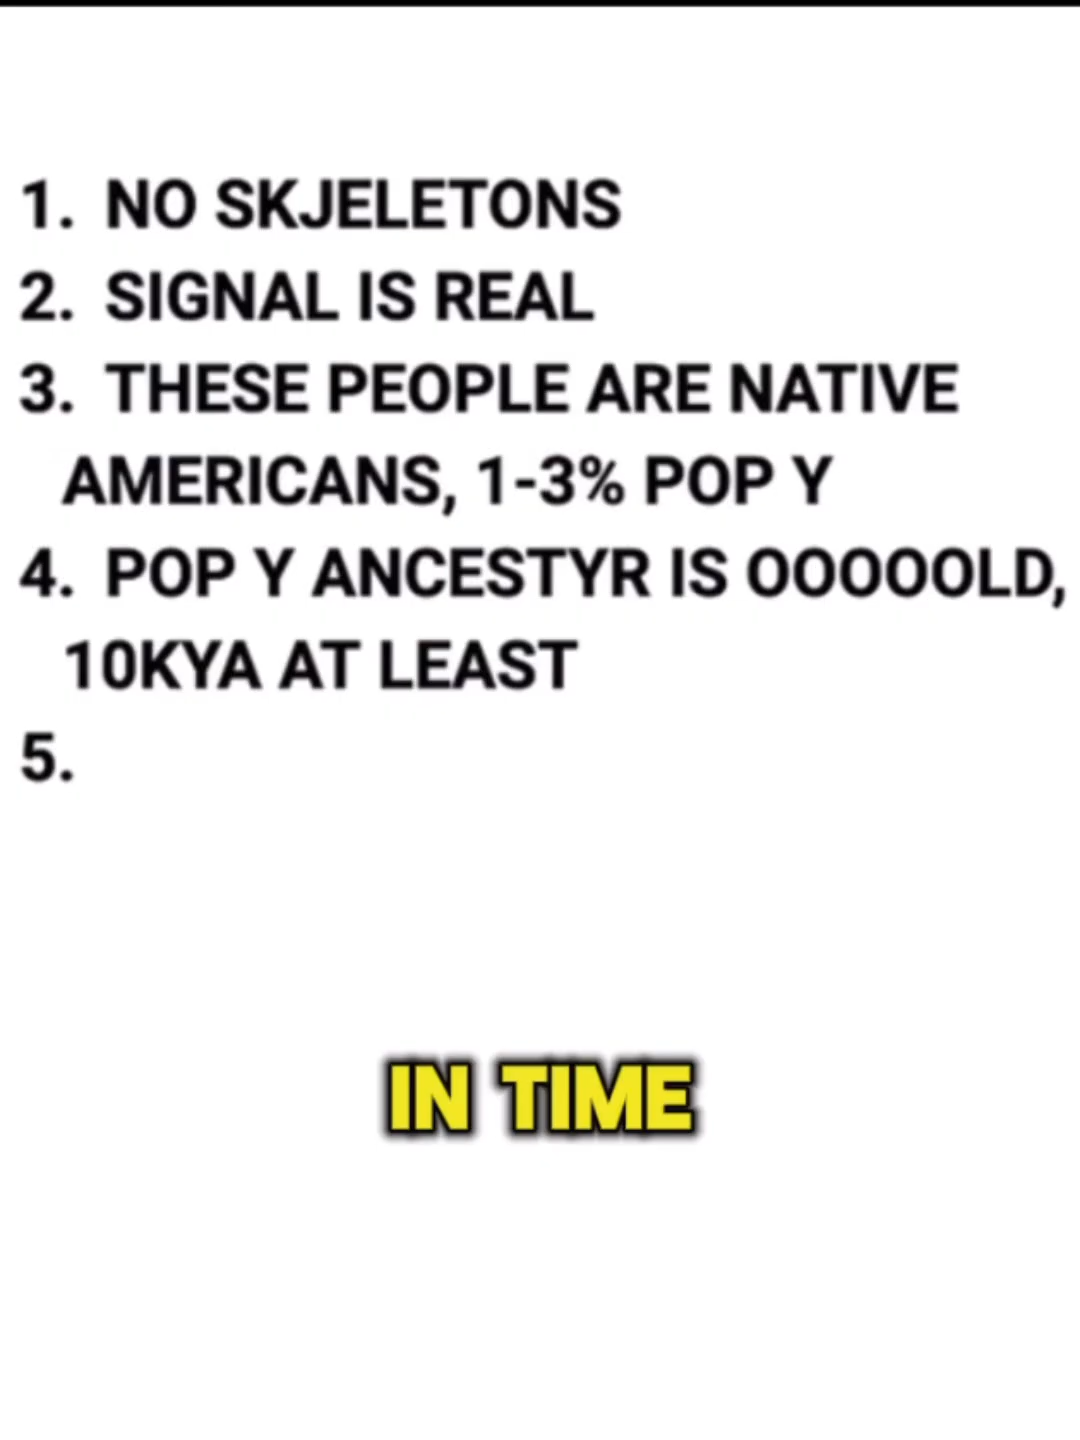 1. NO SKJELETONS
2. SIGNAL IS REAL
3. THESE PEOPLE ARE NATIVE
AMERICANS, 1-3% POP Y
4. POP Y ANCESTYR IS OOOOOLD,
10KYA AT LEAST
5.
IN TIME